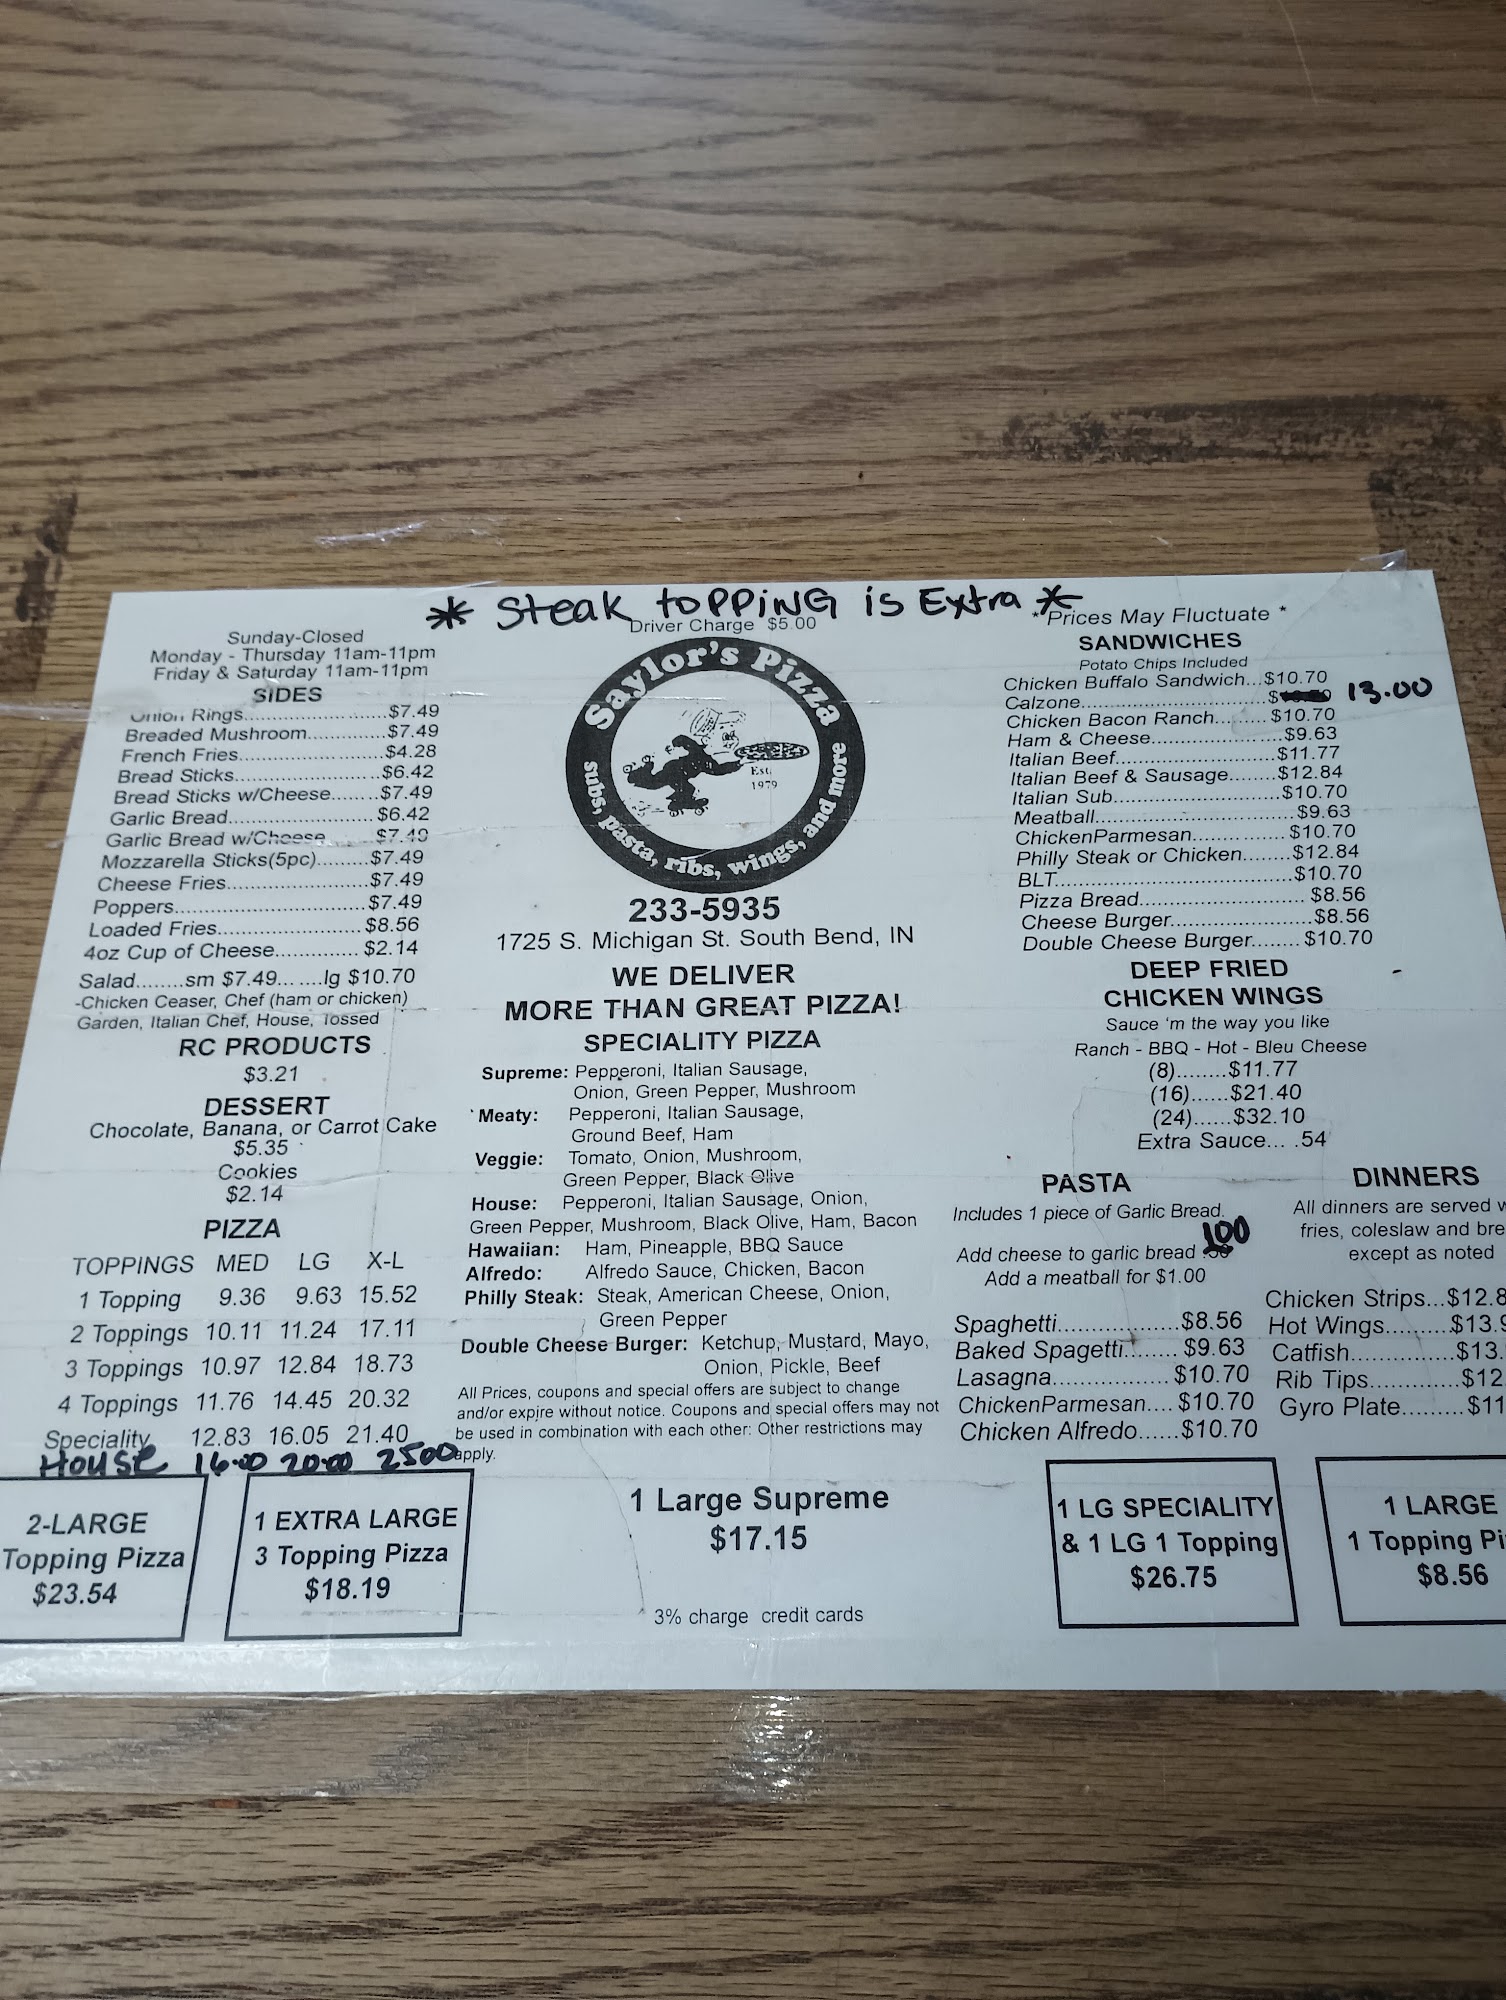 * Steak topping is Extra *
Driver Charge $5.00
*Prices May Fluctuate *
Sunday-Closed
Monday - Thursday 11am-11pm
Friday & Saturday 11am-11pm
SIDES
Onion Rings....................$7.49
Breaded Mushroom.............$7.49
French Fries.......................$4.28
Bread Sticks.......................$6.42
Bread Sticks w/Cheese.......$7.49
Garlic Bread.......................$6.42
Garlic Bread w/Cheese.......$7.49
Mozzarella Sticks(5pc).........$7.49
Cheese Fries.......................$7.49
Poppers..............................$7.49
Loaded Fries.......................$8.56
4oz Cup of Cheese..............$2.14
Salad........sm $7.49... ....lg $10.70
-Chicken Ceaser, Chef (ham or chicken)
Garden, Italian Chef, House, Tossed
RC PRODUCTS
$3.21
DESSERT
Chocolate, Banana, or Carrot Cake
$5.35
Cookies
$2.14
PIZZA
TOPPINGS MED LG X-L
1 Topping 9.36 9.63 15.52
2 Toppings 10.11 11.24 17.11
3 Toppings 10.97 12.84 18.73
4 Toppings 11.76 14.45 20.32
Speciality 12.83 16.05 21.40
House 16.00 20.00 2500
Saylor's Pizza
Est.
1979
subs, pasta, ribs, wings, and more
233-5935
1725 S. Michigan St. South Bend, IN
WE DELIVER
MORE THAN GREAT PIZZA!
SPECIALITY PIZZA
Supreme: Pepperoni, Italian Sausage,
Onion, Green Pepper, Mushroom
Meaty: Pepperoni, Italian Sausage,
Ground Beef, Ham
Veggie: Tomato, Onion, Mushroom,
Green Pepper, Black Olive
House: Pepperoni, Italian Sausage, Onion,
Green Pepper, Mushroom, Black Olive, Ham, Bacon
Hawaiian: Ham, Pineapple, BBQ Sauce
Alfredo: Alfredo Sauce, Chicken, Bacon
Philly Steak: Steak, American Cheese, Onion,
Green Pepper
Double Cheese Burger: Ketchup, Mustard, Mayo,
Onion, Pickle, Beef
All Prices, coupons and special offers are subject to change
and/or expire without notice. Coupons and special offers may not
be used in combination with each other: Other restrictions may
apply.
SANDWICHES
Potato Chips Included
Chicken Buffalo Sandwich...$10.70
Calzone.............................$ 13.00
Chicken Bacon Ranch........$10.70
Ham & Cheese...................$9.63
Italian Beef.........................$11.77
Italian Beef & Sausage.......$12.84
Italian Sub..........................$10.70
Meatball..............................$9.63
ChickenParmesan..............$10.70
Philly Steak or Chicken........$12.84
BLT.....................................$10.70
Pizza Bread........................ $8.56
Cheese Burger.....................$8.56
Double Cheese Burger........ $10.70
DEEP FRIED
CHICKEN WINGS
Sauce 'm the way you like
Ranch - BBQ - Hot - Bleu Cheese
(8)........$11.77
(16)......$21.40
(24)......$32.10
Extra Sauce... .54
PASTA
Includes 1 piece of Garlic Bread.
Add cheese to garlic bread 100
Add a meatball for $1.00
Spaghetti....................$8.56
Baked Spagetti........ $9.63
Lasagna................... $10.70
ChickenParmesan.... $10.70
Chicken Alfredo......$10.70
DINNERS
All dinners are served w
fries, coleslaw and bre
except as noted
Chicken Strips...$12.8
Hot Wings..........$13.9
Catfish................$13.
Rib Tips..............$12
Gyro Plate..........$11
2-LARGE
Topping Pizza
$23.54
1 EXTRA LARGE
3 Topping Pizza
$18.19
1 Large Supreme
$17.15
3% charge credit cards
1 LG SPECIALITY
& 1 LG 1 Topping
$26.75
1 LARGE
1 Topping Pi
$8.56